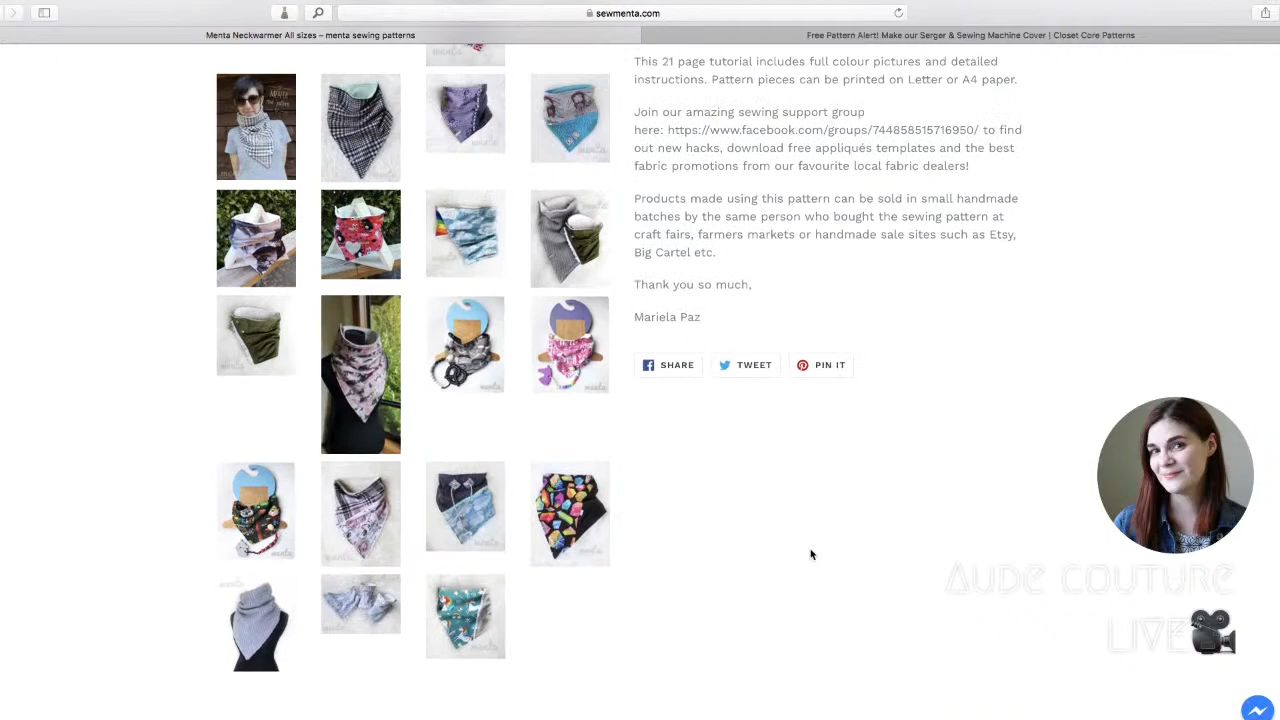 sewmenta.com
Menta Neckwarmer All sizes – menta sewing patterns
Free Pattern Alert! Make our Serger & Sewing Machine Cover | Closet Core Patterns
This 21 page tutorial includes full colour pictures and detailed
instructions. Pattern pieces can be printed on Letter or A4 paper.
Join our amazing sewing support group
here: https://www.facebook.com/groups/744858515716950/ to find
out new packs, download free appliqués templates and the best
fabric promotions from our favourite local fabric dealers!
Products made using this pattern can be sold in small handmade
batches by the same person who bought the sewing pattern at
craft fairs, farmers markets or handmade sale sites such as Etsy,
Big Cartel etc.
Thank you so much,
Mariela Paz
SHARE
TWEET
PIN IT
AUDE COUTURE
LIVE